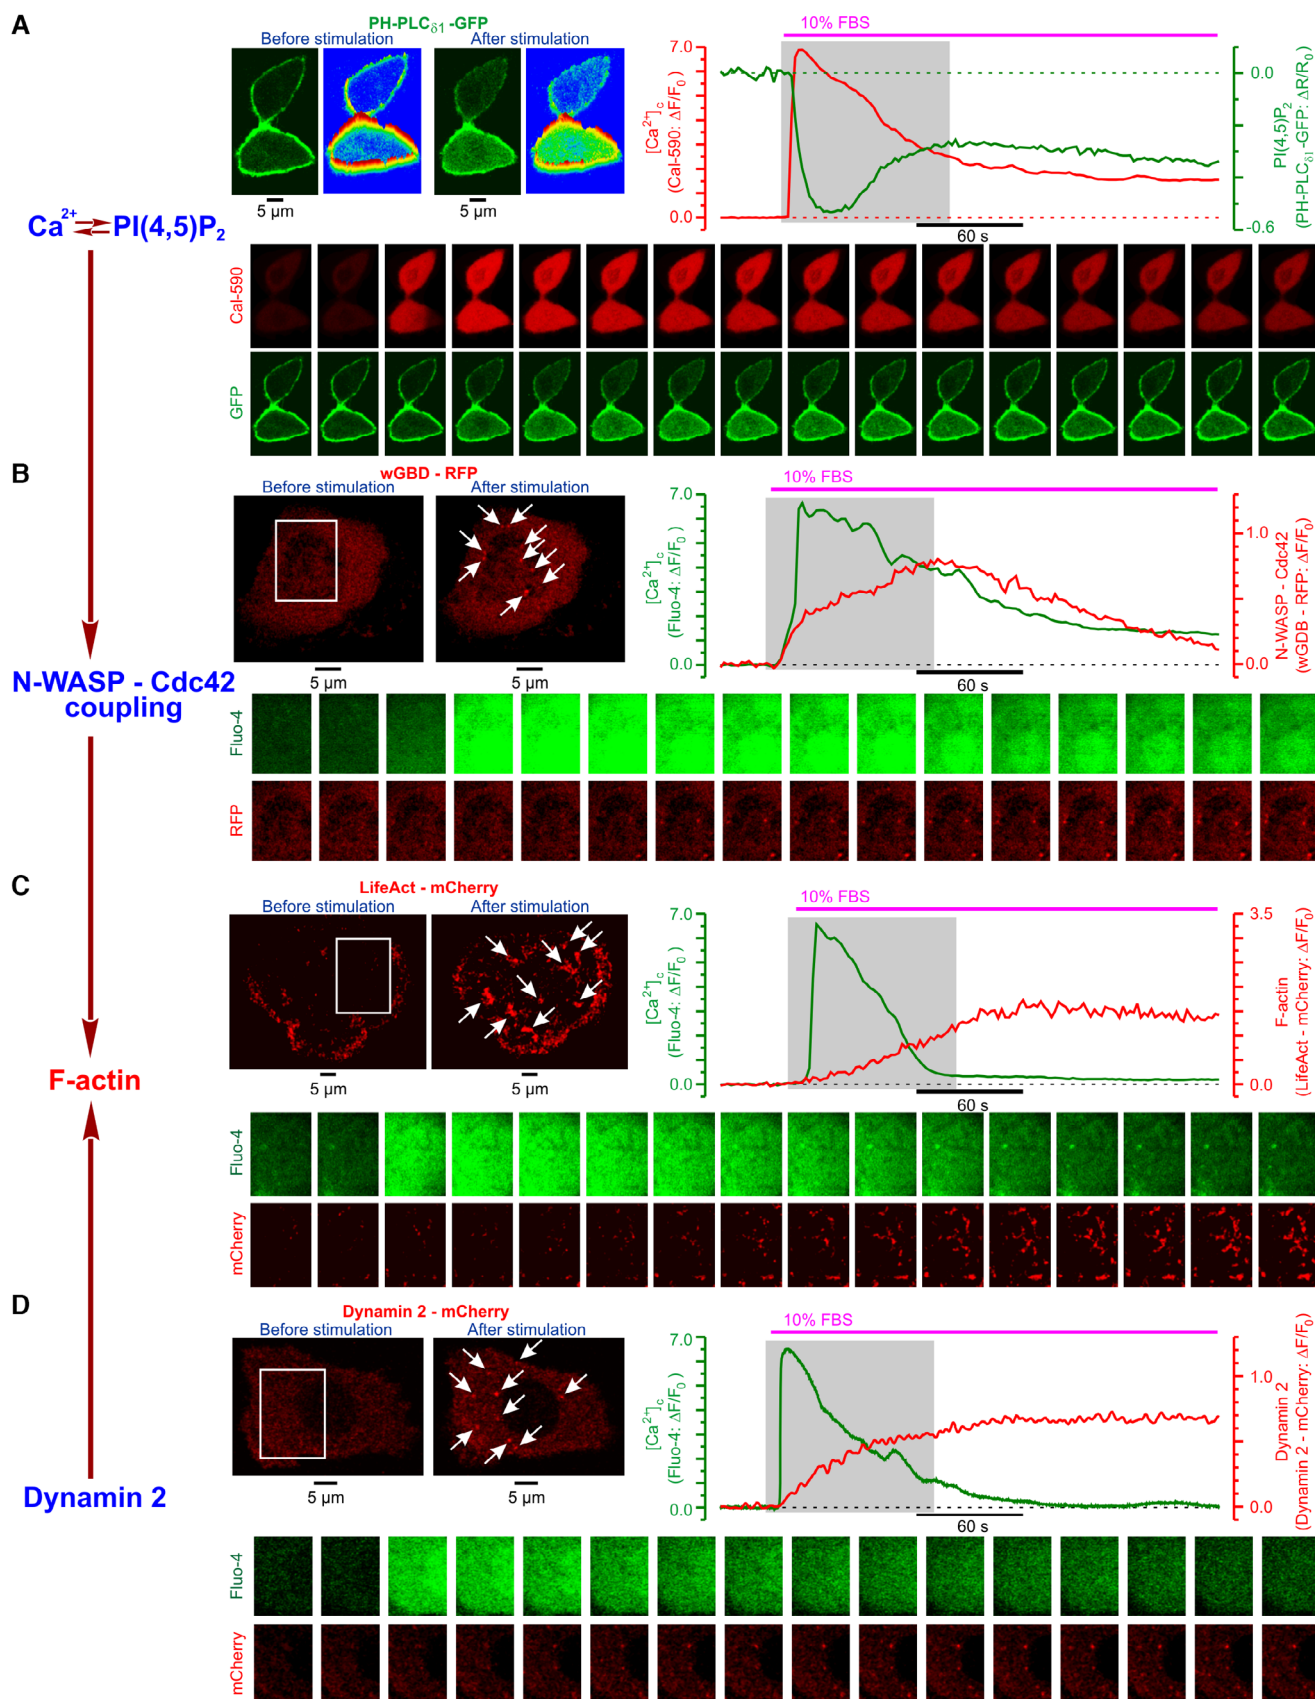 A
PH-PLCδ1 -GFP
Before stimulation
After stimulation
5 µm
5 µm
10% FBS
7.0
0.0
[Ca2+]c
(Cal-590: ΔF/F0 )
0.0
-0.6
PI(4,5)P2
(PH-PLCδ1-GFP: ΔR/R0)
60 s
Ca2+ ⇄ PI(4,5)P2
Cal-590
GFP
B
wGBD - RFP
Before stimulation
After stimulation
5 µm
5 µm
10% FBS
7.0
0.0
[Ca2+]c
(Fluo-4: ΔF/F0 )
1.0
0.0
N-WASP - Cdc42
(wGDB - RFP: ΔF/F0)
60 s
N-WASP - Cdc42
coupling
Fluo-4
RFP
C
LifeAct - mCherry
Before stimulation
After stimulation
5 µm
5 µm
10% FBS
7.0
0.0
[Ca2+]c
(Fluo-4: ΔF/F0 )
3.5
0.0
F-actin
(LifeAct - mCherry: ΔF/F0)
60 s
F-actin
Fluo-4
mCherry
D
Dynamin 2 - mCherry
Before stimulation
After stimulation
5 µm
5 µm
10% FBS
7.0
0.0
[Ca2+]c
(Fluo-4: ΔF/F0 )
1.0
0.0
Dynamin 2
(Dynamin 2 - mCherry: ΔF/F0)
60 s
Dynamin 2
Fluo-4
mCherry